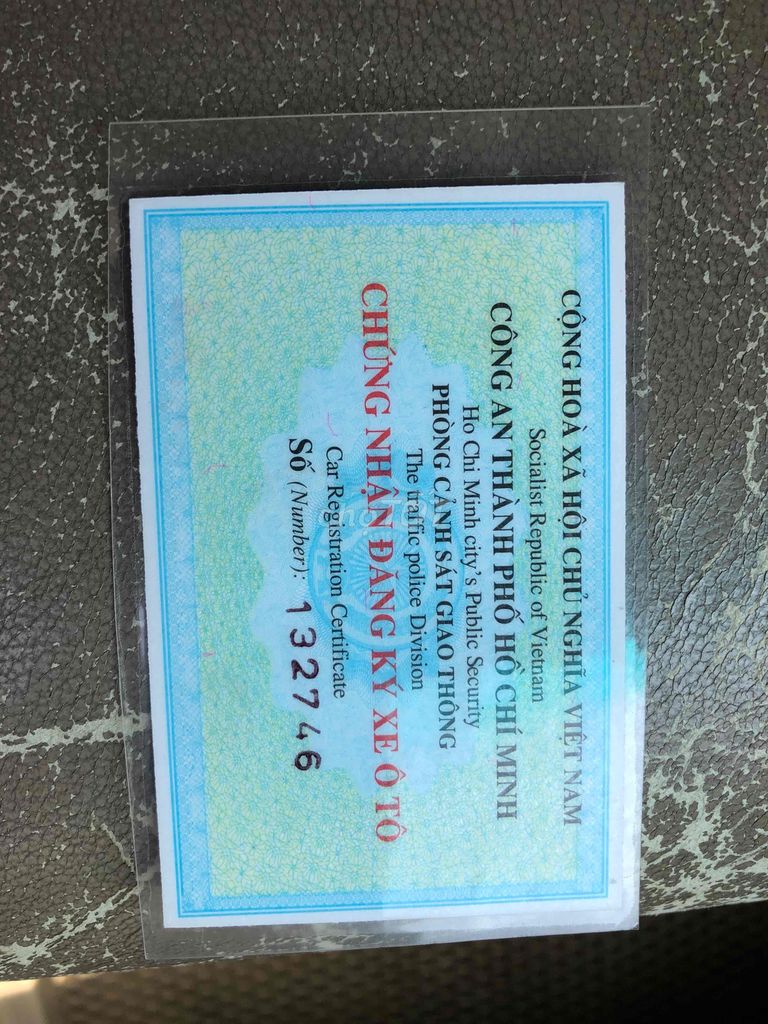 CỘNG HOÀ XÃ HỘI CHỦ NGHĨA VIỆT NAM
Socialist Republic of Vietnam
CÔNG AN THÀNH PHỐ HỒ CHÍ MINH
Ho Chi Minh city's Public Security
PHÒNG CẢNH SÁT GIAO THÔNG
The traffic police Division
CHỨNG NHẬN ĐĂNG KÝ XE Ô TÔ
Car Registration Certificate
Số (Number): 132746